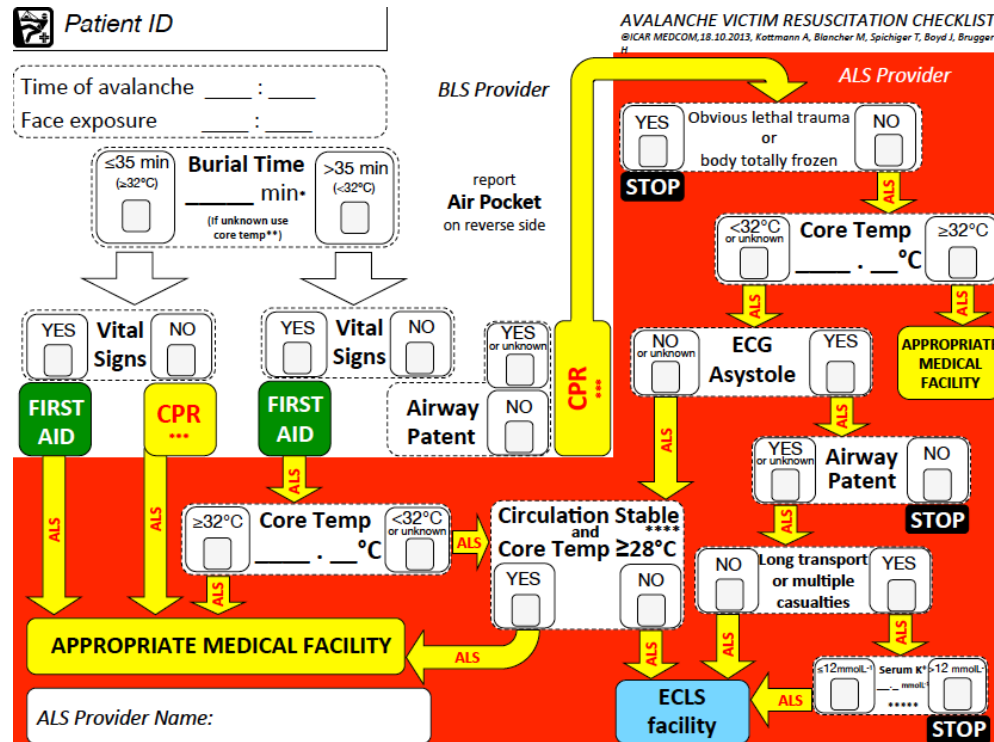 Patient ID
AVALANCHE VICTIM RESUSCITATION CHECKLIST
©ICAR MEDCOM,18.10.2013, Kottmann A, Blancher M, Spichiger T, Boyd J, Brugger
H
Time of avalanche ____ : ____
Face exposure ____ : ____
BLS Provider
ALS Provider
≤35 min
(≥32°C)
Burial Time
_____ min*
(If unknown use
core temp**)
>35 min
(<32°C)
report
Air Pocket
on reverse side
YES
STOP
Obvious lethal trauma
or
body totally frozen
NO
ALS
<32°C
or unknown
Core Temp
____ . __°C
≥32°C
ALS
ALS
APPROPRIATE
MEDICAL
FACILITY
YES
Vital
Signs
NO
FIRST
AID
CPR
***
YES
Vital
Signs
NO
FIRST
AID
YES
or unknown
Airway
Patent
NO
CPR
***
NO
or unknown
ECG
Asystole
YES
ALS
ALS
YES
or unknown
Airway
Patent
NO
STOP
ALS
ALS
ALS
ALS
≥32°C
Core Temp
____ . __°C
<32°C
or unknown
ALS
ALS
Circulation Stable
and ****
Core Temp ≥28°C
YES
NO
ALS
ALS
NO
Long transport
or multiple
casualties
YES
ALS
ALS
≤12mmolL⁻¹
Serum K⁺
__._ mmolL⁻¹
*****
>12 mmolL⁻
STOP
ALS
APPROPRIATE MEDICAL FACILITY
ECLS
facility
ALS Provider Name: